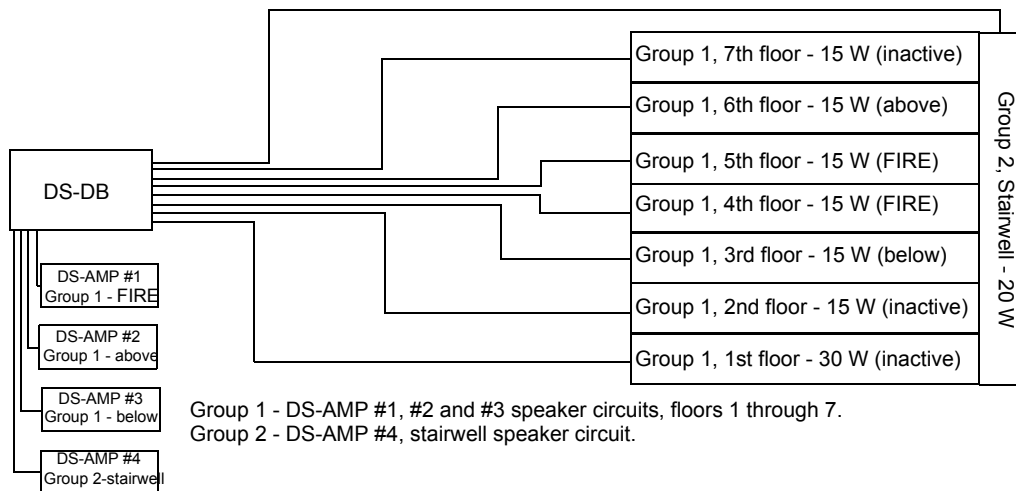 Group 1, 7th floor - 15 W (inactive)
Group 1, 6th floor - 15 W (above)
Group 1, 5th floor - 15 W (FIRE)
Group 1, 4th floor - 15 W (FIRE)
Group 1, 3rd floor - 15 W (below)
Group 1, 2nd floor - 15 W (inactive)
Group 1, 1st floor - 30 W (inactive)
Group 2, Stairwell - 20 W
DS-DB
DS-AMP #1
Group 1 - FIRE
DS-AMP #2
Group 1 - above
DS-AMP #3
Group 1 - below
DS-AMP #4
Group 2-stairwell
Group 1 - DS-AMP #1, #2 and #3 speaker circuits, floors 1 through 7.
Group 2 - DS-AMP #4, stairwell speaker circuit.